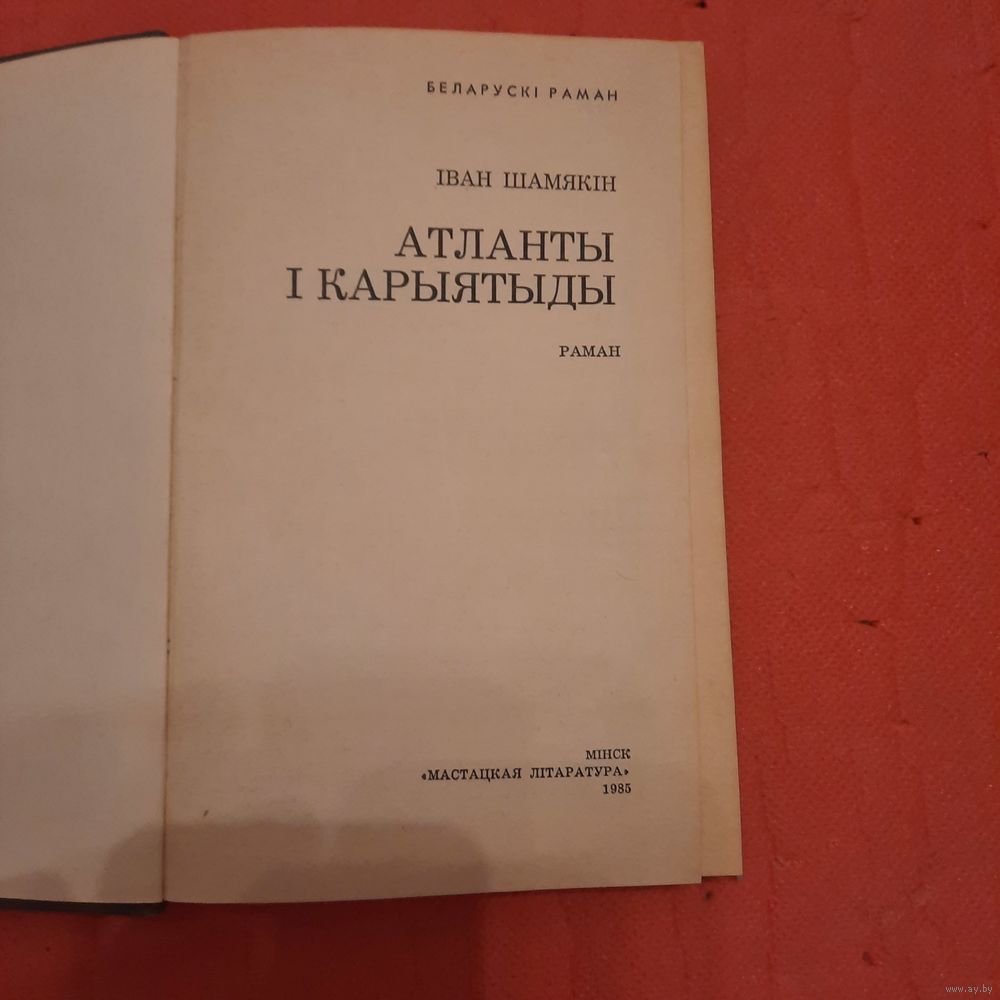 БЕЛАРУСКІ РАМАН
ІВАН ШАМЯКІН
АТЛАНТЫ
І КАРЫЯТЫДЫ
РАМАН
МІНСК
«МАСТАЦКАЯ ЛІТАРАТУРА»
1985
www.ay.by